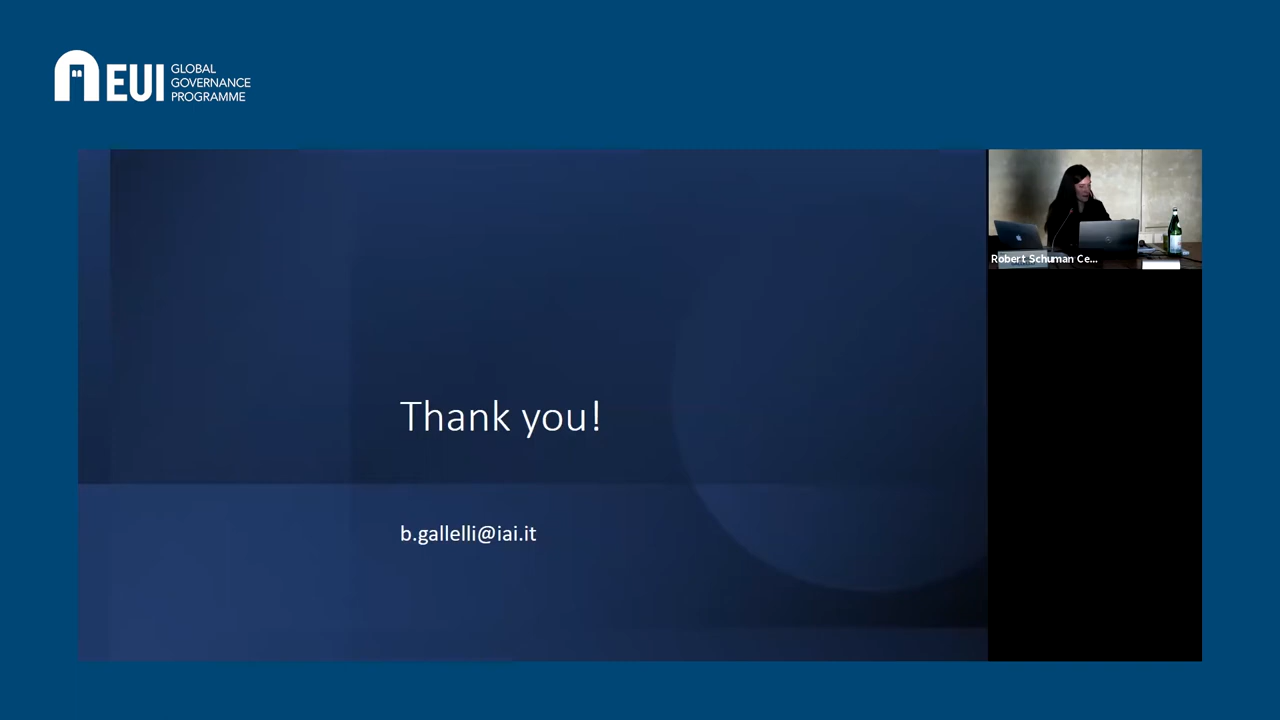 EUI
GLOBAL
GOVERNANCE
PROGRAMME
Robert Schuman Ce...
Thank you!
b.gallelli@iai.it